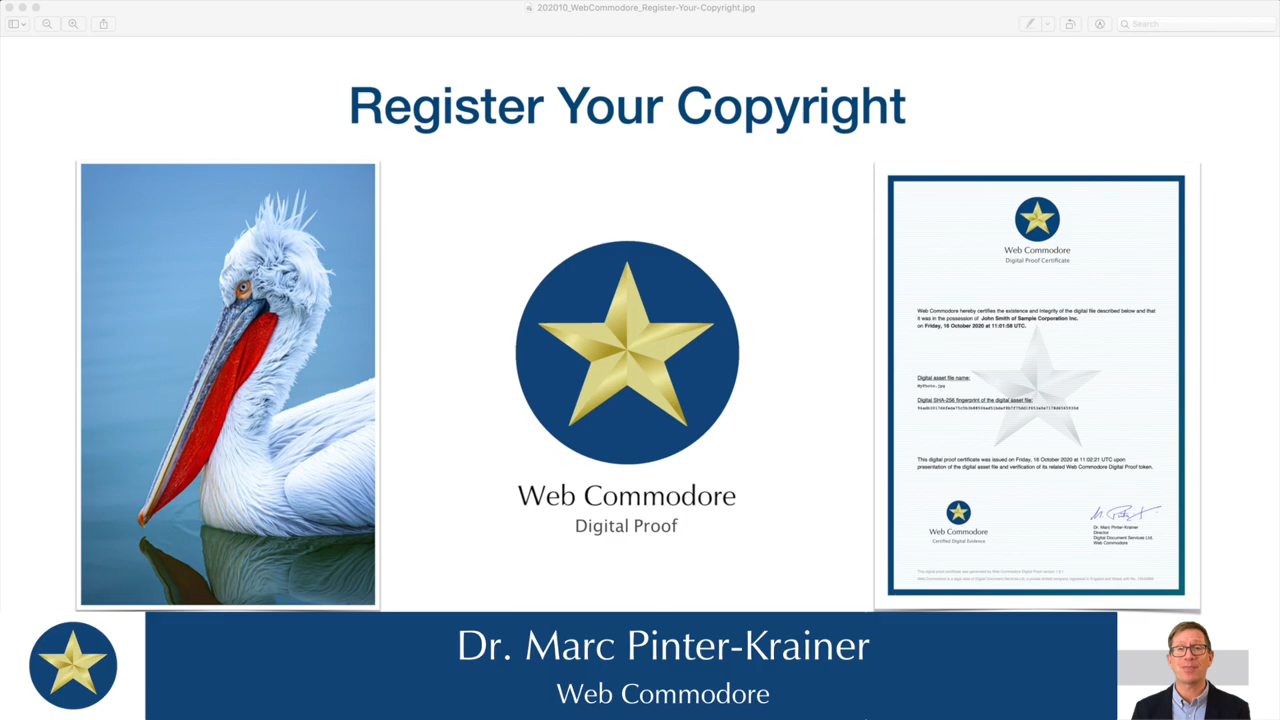 202010_WebCommodore_Register-Your-Copyright.jpg
Search
Register Your Copyright
Web Commodore
Digital Proof
Web Commodore
Digital Proof Certificate
Web Commodore hereby certifies the existence and integrity of the digital file described below and that
it was in the possession of John Smith of Sample Corporation Inc.
on Friday, 16 October 2020 at 11:01:58 UTC.
Digital asset file name:
MyPhoto.jpg
Digital SHA-256 fingerprint of the digital asset file:
This digital proof certificate was issued on Friday, 16 October 2020 at 11:02:21 UTC upon
presentation of the digital asset file and verification of its related Web Commodore Digital Proof token.
Web Commodore
Certified Digital Evidence
Dr. Marc Pinter-Krainer
Director
Digital Document Services Ltd.
Web Commodore
Dr. Marc Pinter-Krainer
Web Commodore